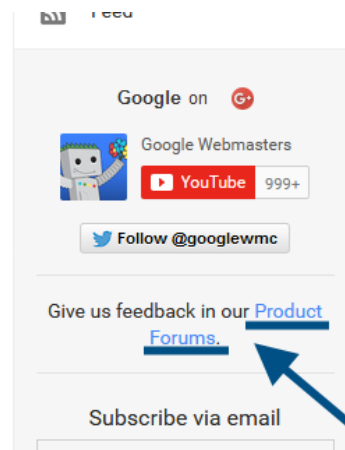 Feed
Google on G+
Google Webmasters
YouTube 999+
Follow @googlewmc
Give us feedback in our Product
Forums.
Subscribe via email